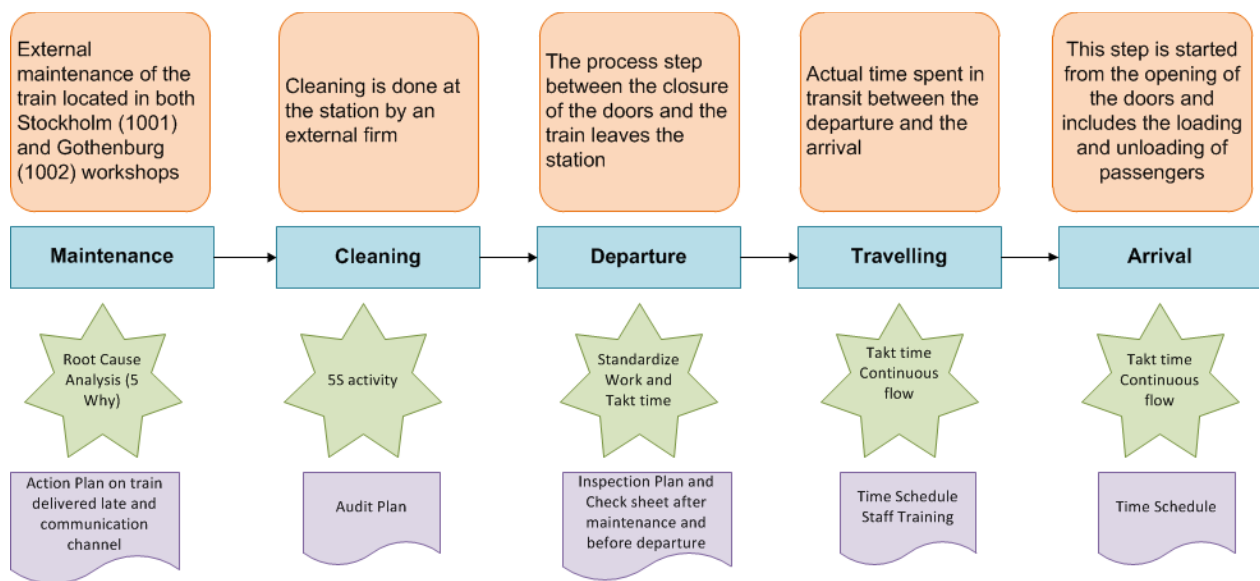 External
maintenance of the
train located in both
Stockholm (1001)
and Gothenburg
(1002) workshops
Cleaning is done at
the station by an
external firm
The process step
between the closure
of the doors and the
train leaves the
station
Actual time spent in
transit between the
departure and the
arrival
This step is started
from the opening of
the doors and
includes the loading
and unloading of
passengers
Maintenance
Cleaning
Departure
Travelling
Arrival
Root Cause
Analysis (5
Why)
5S activity
Standardize
Work and
Takt time
Takt time
Continuous
flow
Takt time
Continuous
flow
Action Plan on train
delivered late and
communication
channel
Audit Plan
Inspection Plan and
Check sheet after
maintenance and
before departure
Time Schedule
Staff Training
Time Schedule